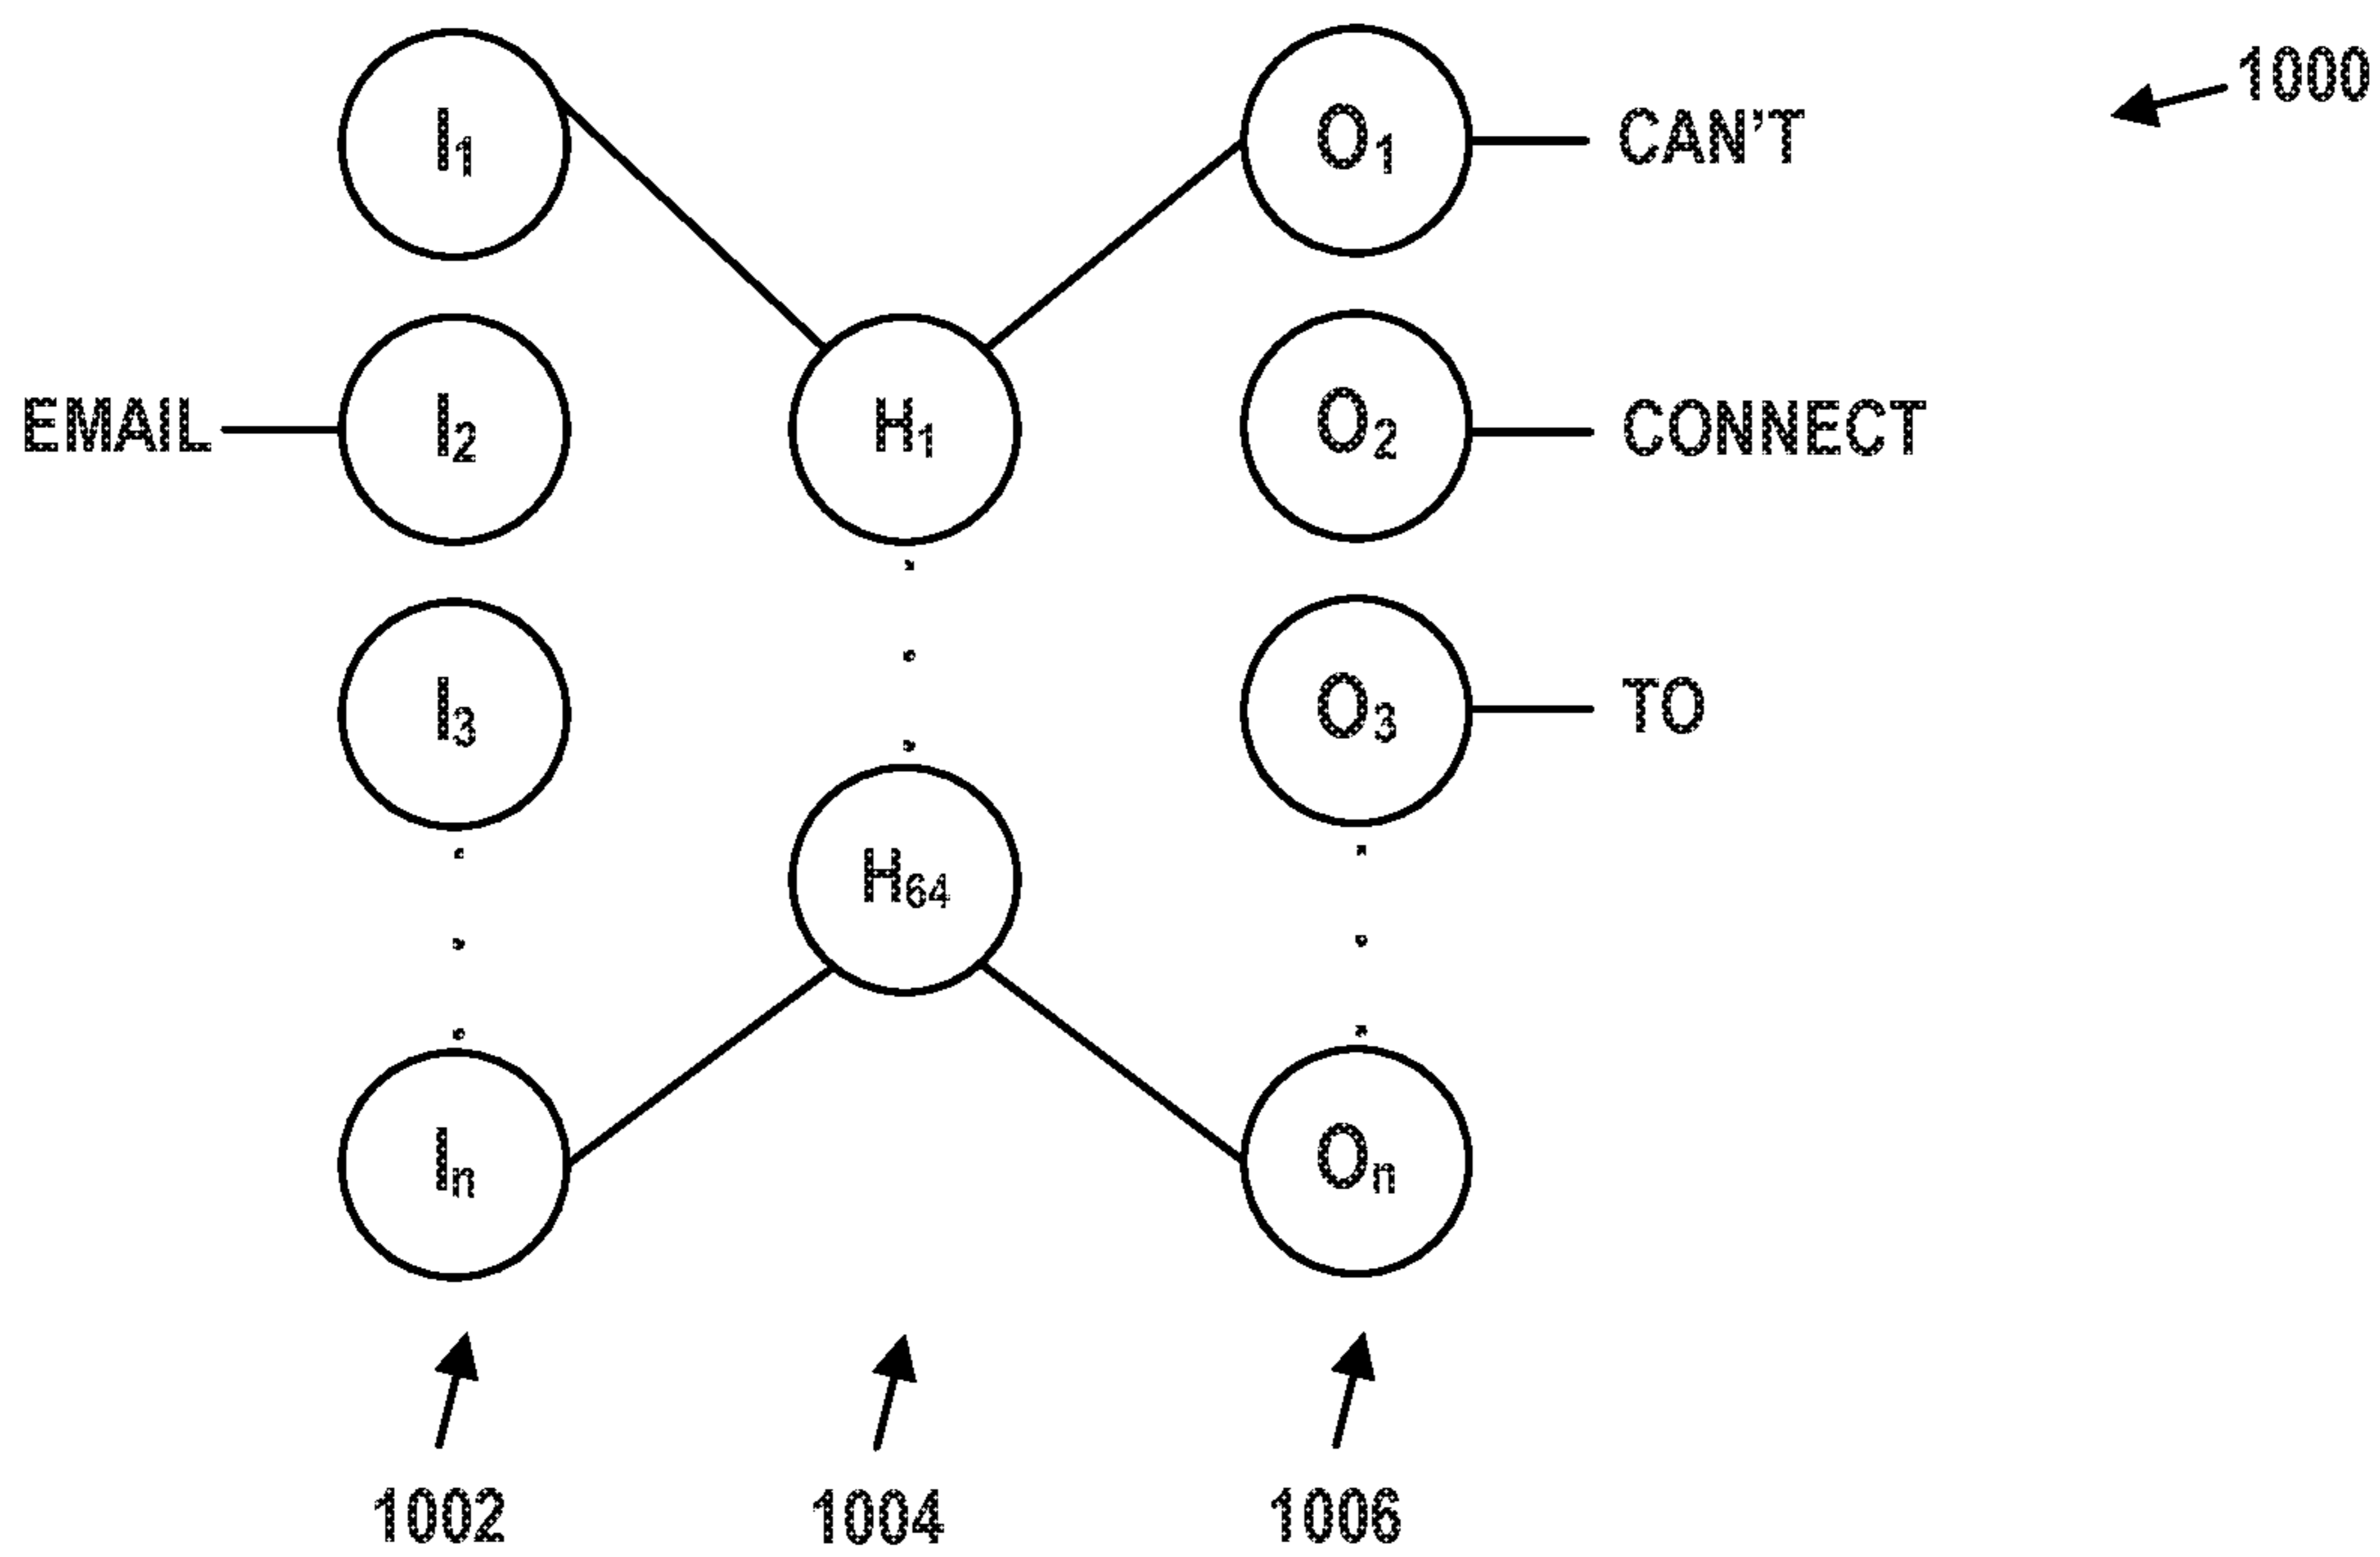 1000
I1
O1
CAN'T
EMAIL
I2
H1
O2
CONNECT
I3
O3
TO
H64
In
On
1002
1004
1006